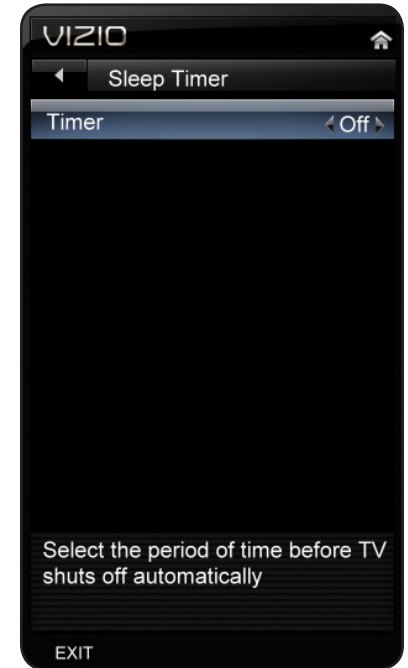 VIZIO
Sleep Timer
Timer Off
Select the period of time before TV
shuts off automatically
EXIT